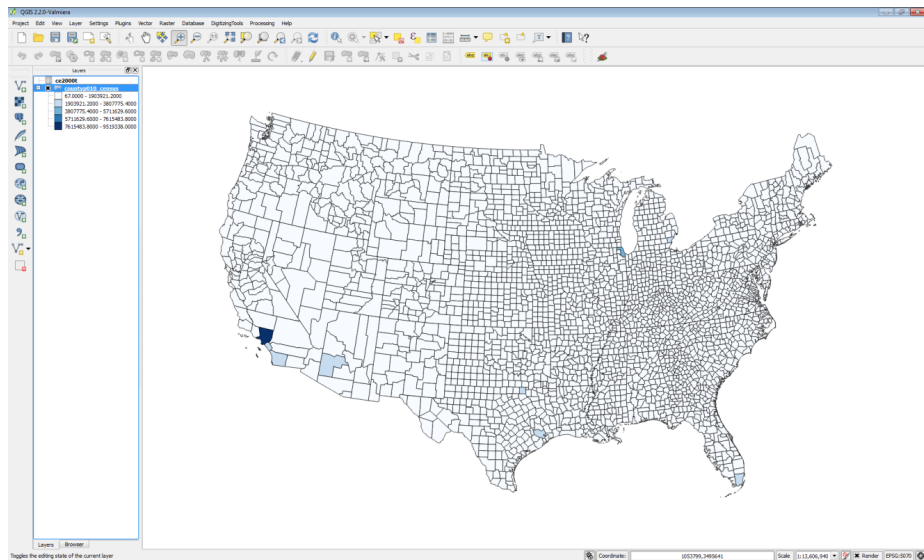 QGIS 2.2.0-Valmiera
Project Edit View Layer Settings Plugins Vector Raster Database DigitizingTools Processing Help
Layers
ce2000t
countyp010_census
67.0000 - 1903921.2000
1903921.2000 - 3807775.4000
3807775.4000 - 5711629.6000
5711629.6000 - 7615483.8000
7615483.8000 - 9519338.0000
Layers Browser
Toggles the editing state of the current layer
Coordinate: 1053799,3495641 Scale 1:13,606,940 Render EPSG:5070